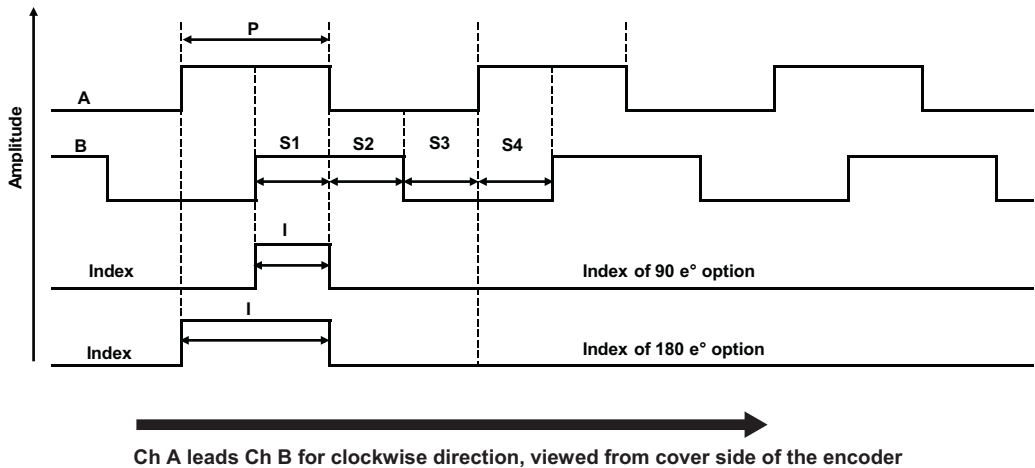 P
A
B
S1 S2 S3 S4
Amplitude
I
Index
Index of 90 e° option
I
Index
Index of 180 e° option
Ch A leads Ch B for clockwise direction, viewed from cover side of the encoder